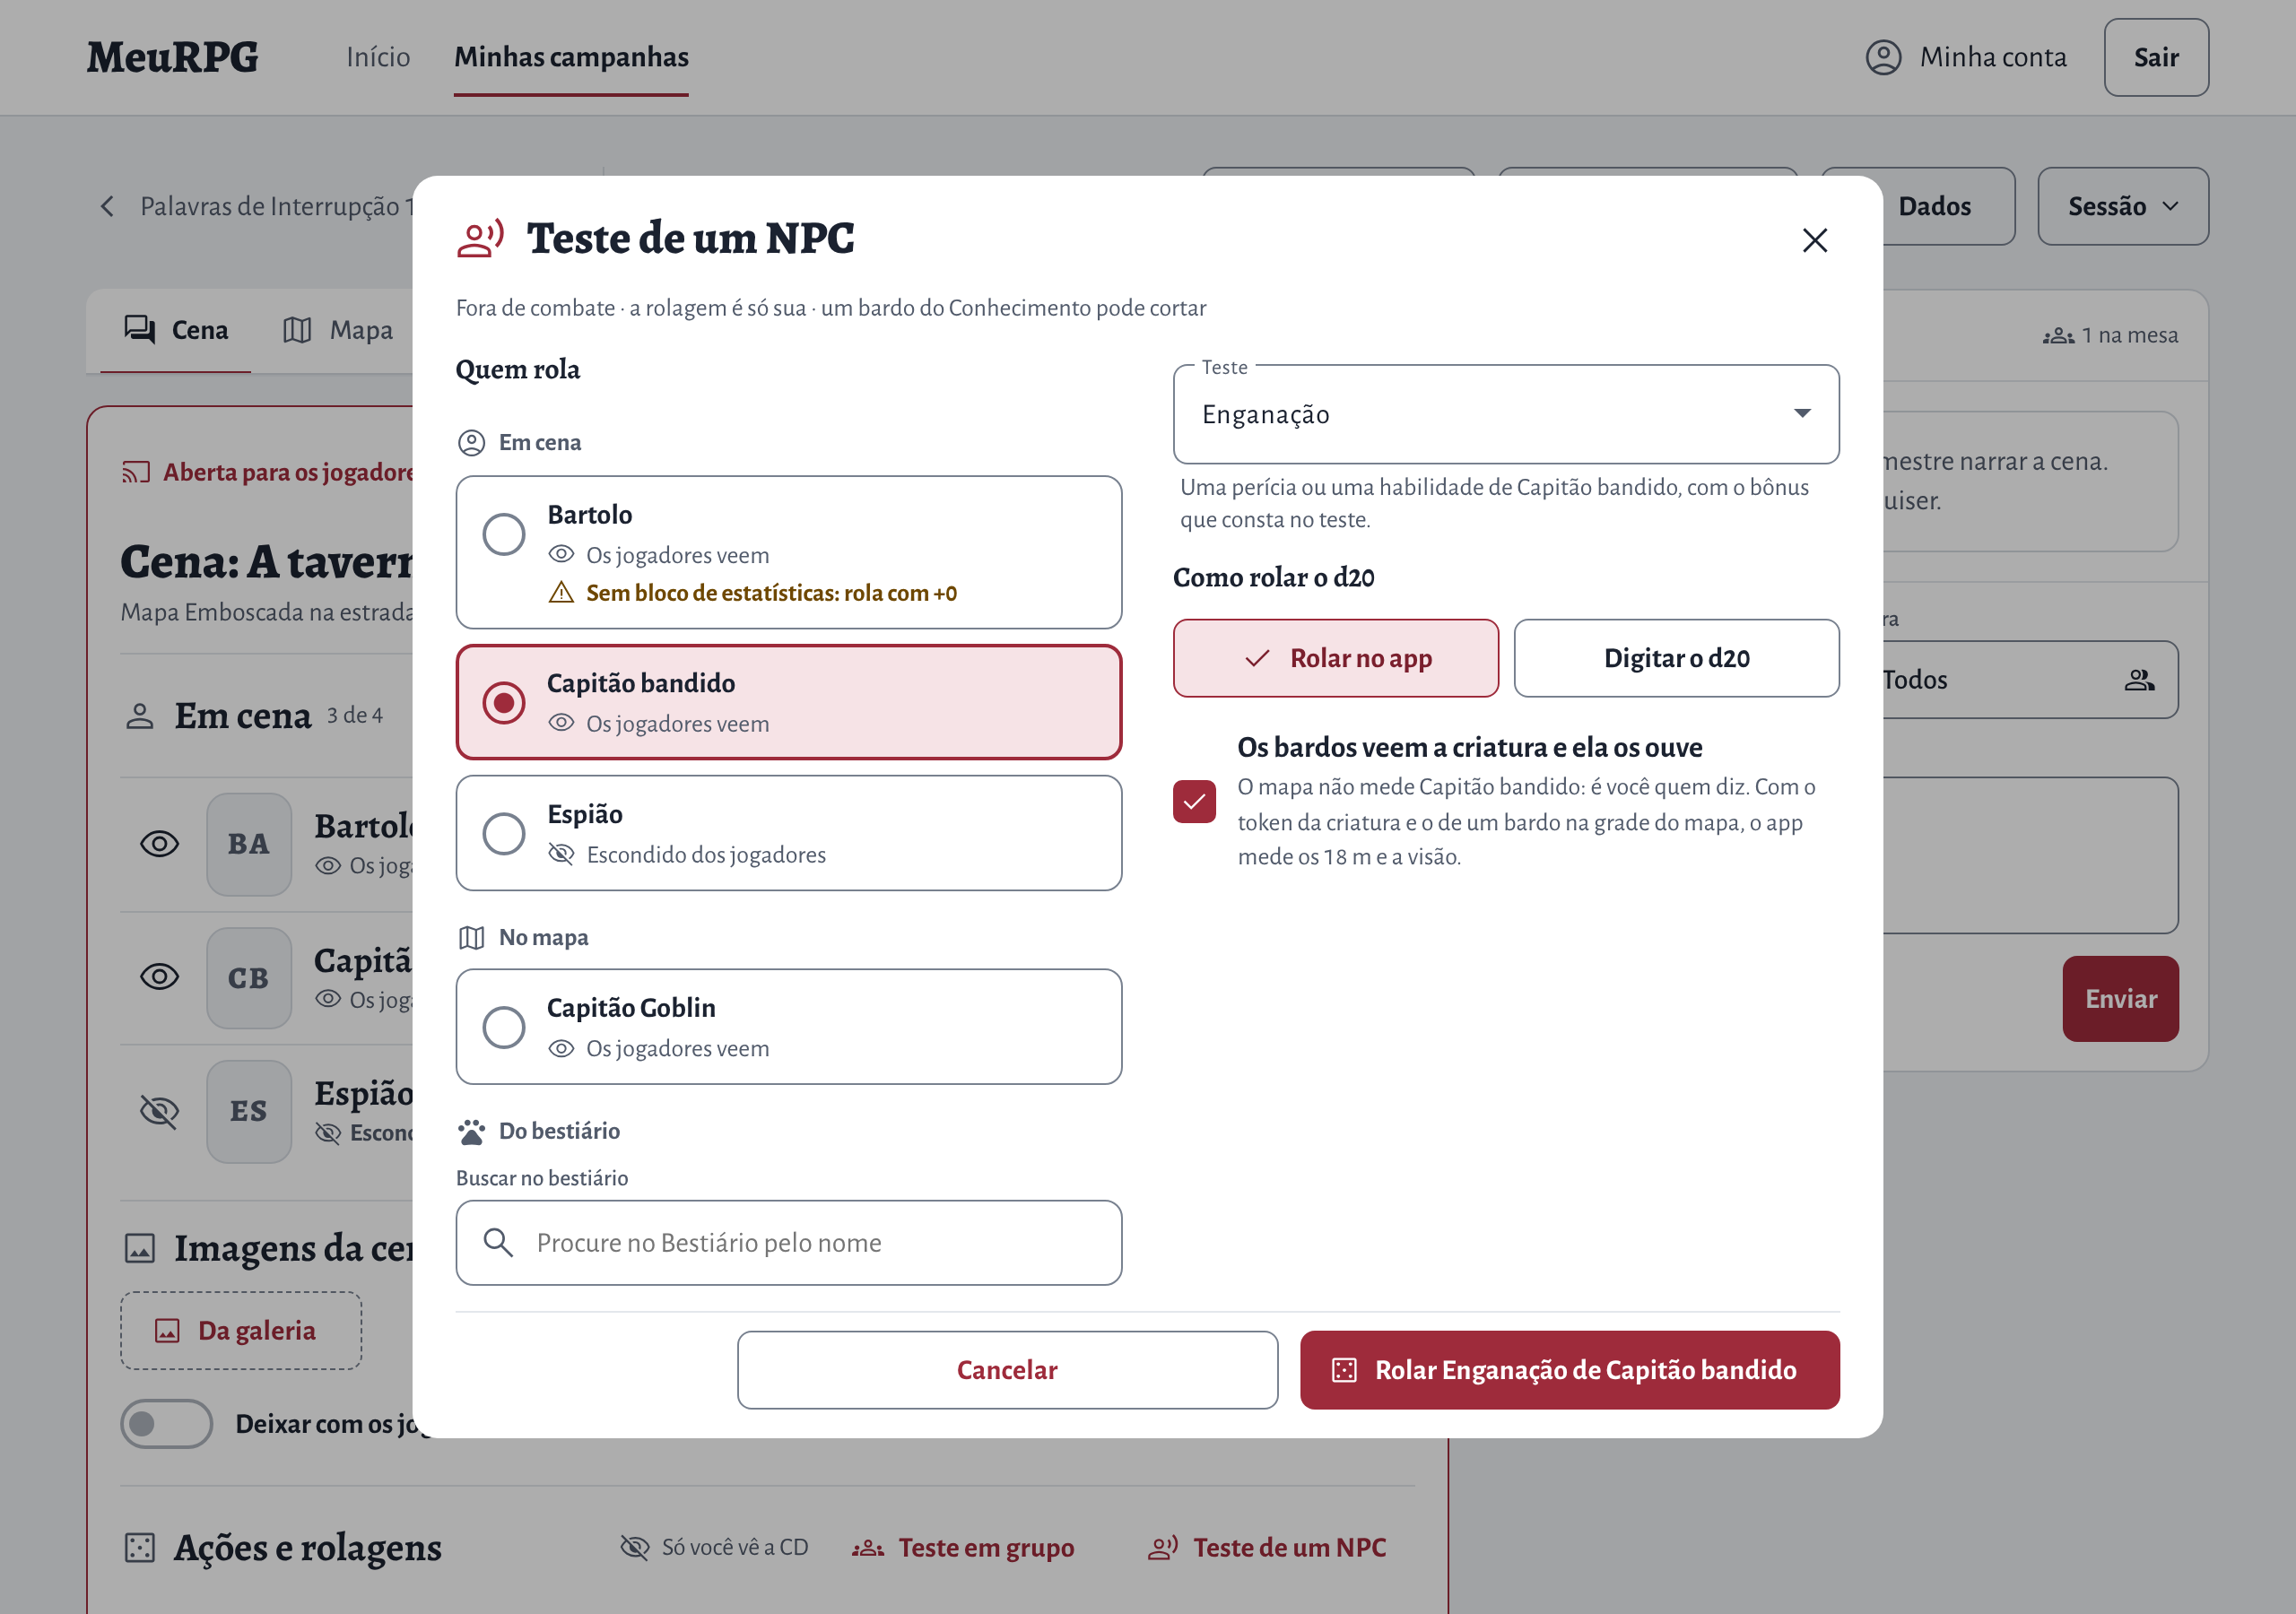 MeuRPG
Início
Minhas campanhas
Minha conta
Sair
Palavras de Interrupção 1
Dados
Sessão
Cena
Mapa
1 na mesa
Aberta para os jogadore
Cena: A taver
Mapa Emboscada na estrada
Em cena 3 de 4
BA
Bartol
Os jog
CB
Capitã
Os jog
ES
Espião
Escon
Imagens da ce
Da galeria
Deixar com os jog
Ações e rolagens
Só você vê a CD
Teste em grupo
Teste de um NPC
mestre narrar a cena.
uiser.
ra
Todos
Enviar
Teste de um NPC
Fora de combate · a rolagem é só sua · um bardo do Conhecimento pode cortar
Quem rola
Em cena
Bartolo
Os jogadores veem
Sem bloco de estatísticas: rola com +0
Capitão bandido
Os jogadores veem
Espião
Escondido dos jogadores
No mapa
Capitão Goblin
Os jogadores veem
Do bestiário
Buscar no bestiário
Procure no Bestiário pelo nome
Teste
Enganação
Uma perícia ou uma habilidade de Capitão bandido, com o bônus
que consta no teste.
Como rolar o d20
Rolar no app
Digitar o d20
Os bardos veem a criatura e ela os ouve
O mapa não mede Capitão bandido: é você quem diz. Com o
token da criatura e o de um bardo na grade do mapa, o app
mede os 18 m e a visão.
Cancelar
Rolar Enganação de Capitão bandido